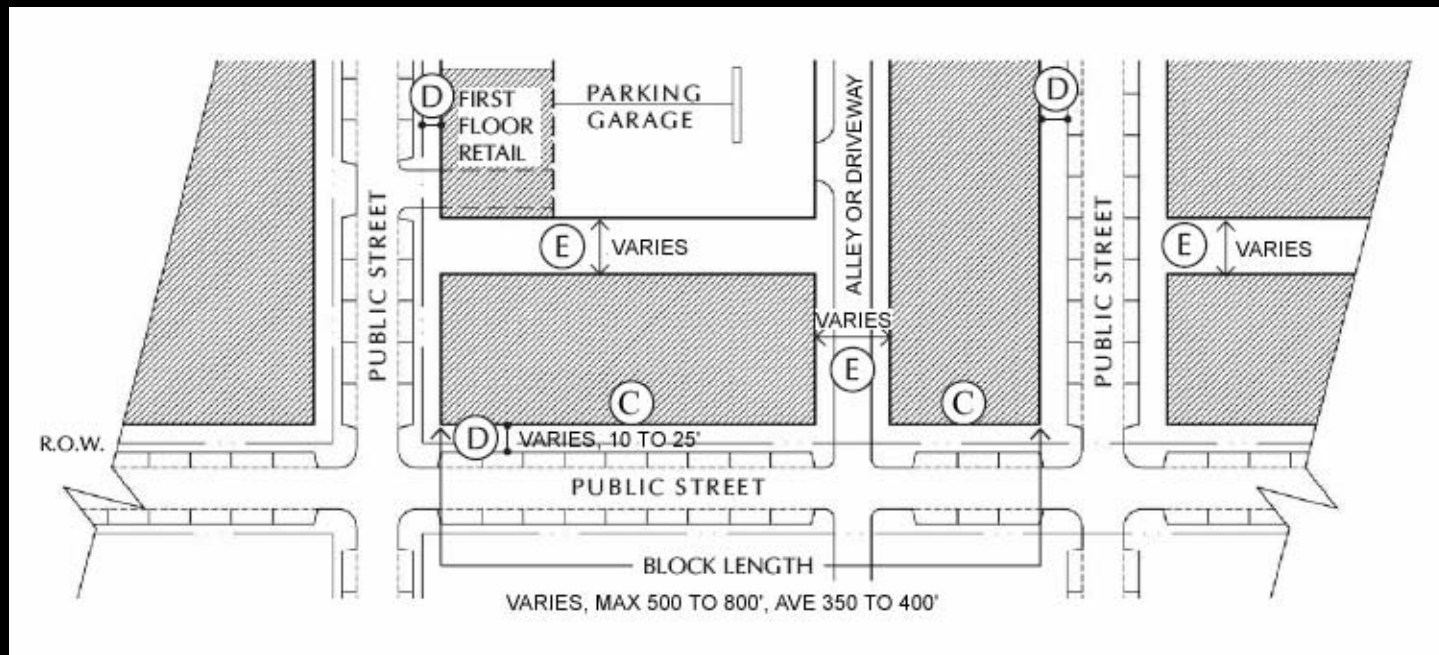 D
FIRST
FLOOR
RETAIL
PARKING
GARAGE
ALLEY OR DRIVEWAY
D
PUBLIC STREET
E
VARIES
PUBLIC STREET
E
VARIES
VARIES
E
C
C
R.O.W.
D
VARIES, 10 TO 25'
PUBLIC STREET
BLOCK LENGTH
VARIES, MAX 500 TO 800', AVE 350 TO 400'